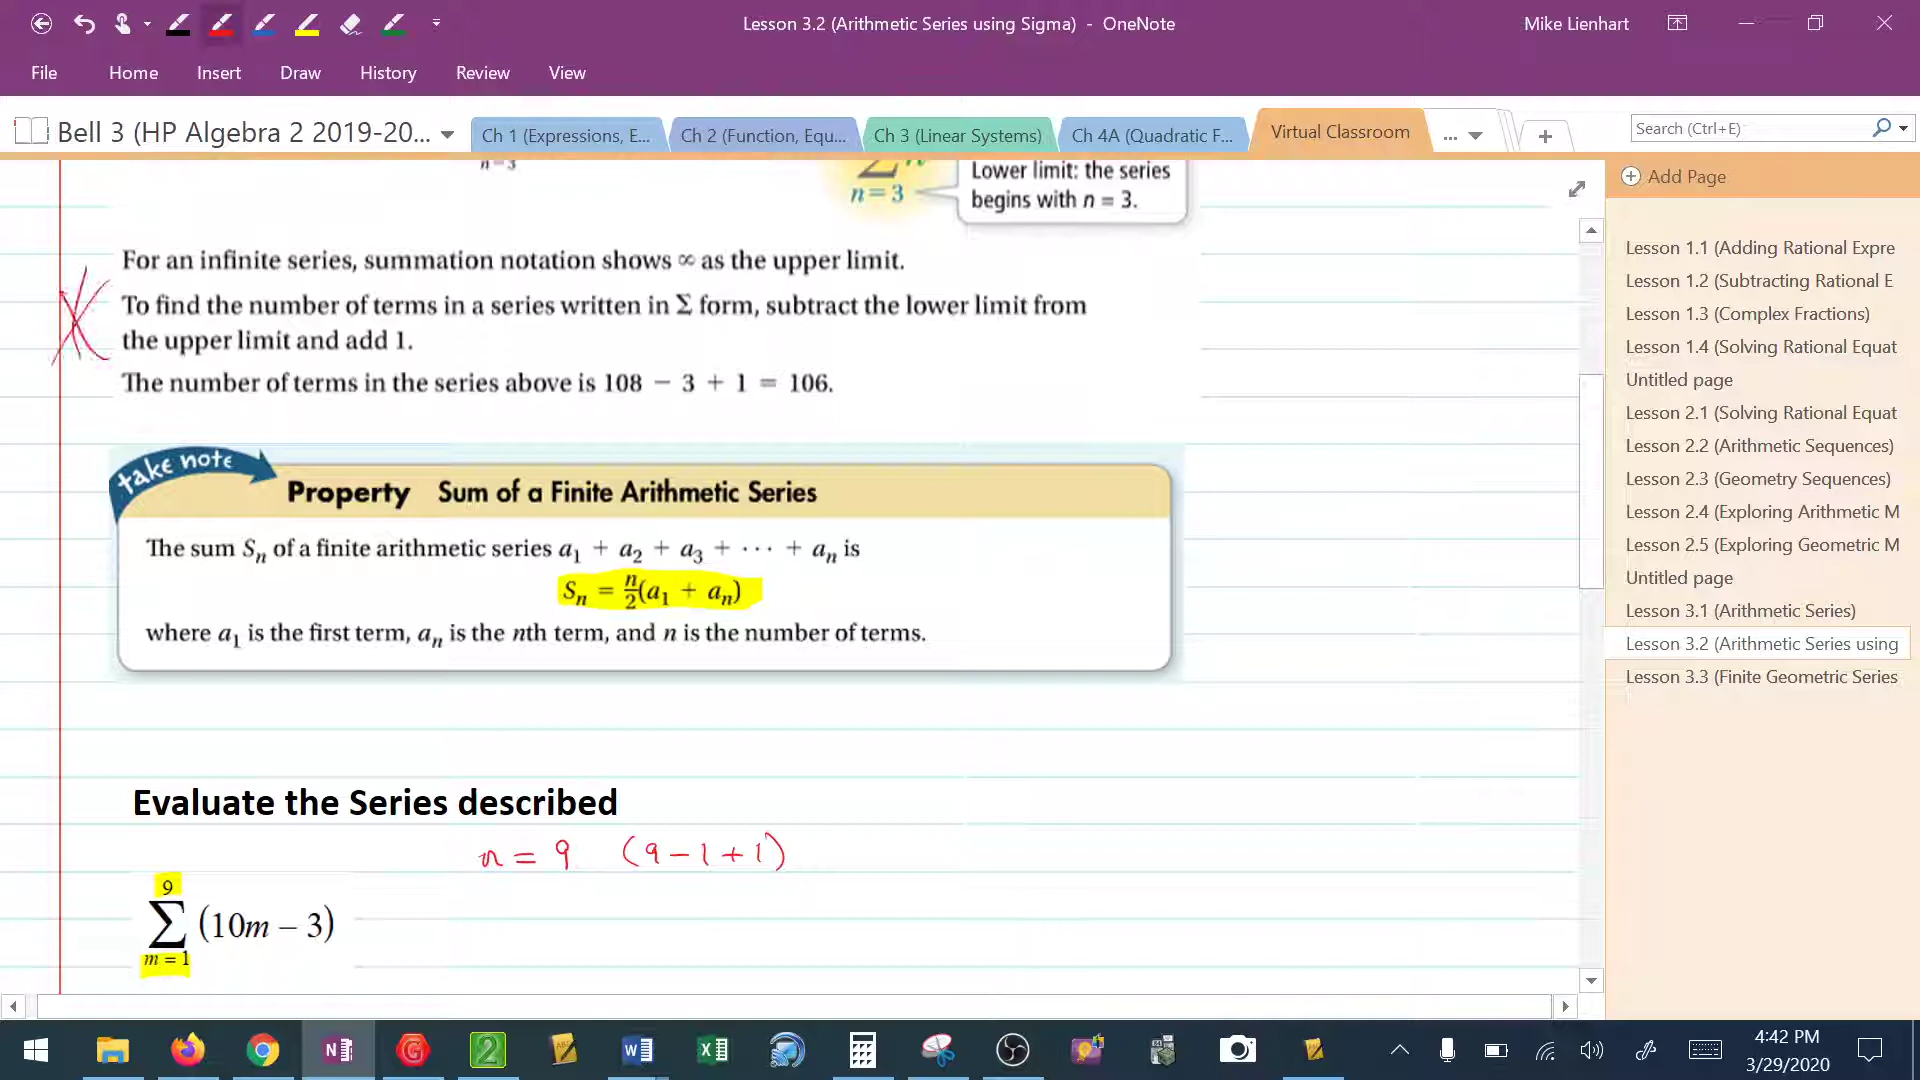 Lesson 3.2 (Arithmetic Series using Sigma) - OneNote
Mike Lienhart
File Home Insert Draw History Review View
Bell 3 (HP Algebra 2 2019-20...
Ch 1 (Expressions, E...
Ch 2 (Function, Equ...
Ch 3 (Linear Systems)
Ch 4A (Quadratic F...
Virtual Classroom
...
Search (Ctrl+E)
n=3
n=3
Lower limit: the series
begins with n = 3.
For an infinite series, summation notation shows ∞ as the upper limit.
To find the number of terms in a series written in Σ form, subtract the lower limit from
the upper limit and add 1.
The number of terms in the series above is 108 − 3 + 1 = 106.
take note
Property Sum of a Finite Arithmetic Series
The sum Sₙ of a finite arithmetic series a₁ + a₂ + a₃ + ··· + aₙ is
Sₙ = n/2(a₁ + aₙ)
where a₁ is the first term, aₙ is the nth term, and n is the number of terms.
Evaluate the Series described
n = 9 (9 − 1 + 1)
9
Σ (10m − 3)
m = 1
Add Page
Lesson 1.1 (Adding Rational Expre
Lesson 1.2 (Subtracting Rational E
Lesson 1.3 (Complex Fractions)
Lesson 1.4 (Solving Rational Equat
Untitled page
Lesson 2.1 (Solving Rational Equat
Lesson 2.2 (Arithmetic Sequences)
Lesson 2.3 (Geometry Sequences)
Lesson 2.4 (Exploring Arithmetic M
Lesson 2.5 (Exploring Geometric M
Untitled page
Lesson 3.1 (Arithmetic Series)
Lesson 3.2 (Arithmetic Series using
Lesson 3.3 (Finite Geometric Series
4:42 PM
3/29/2020